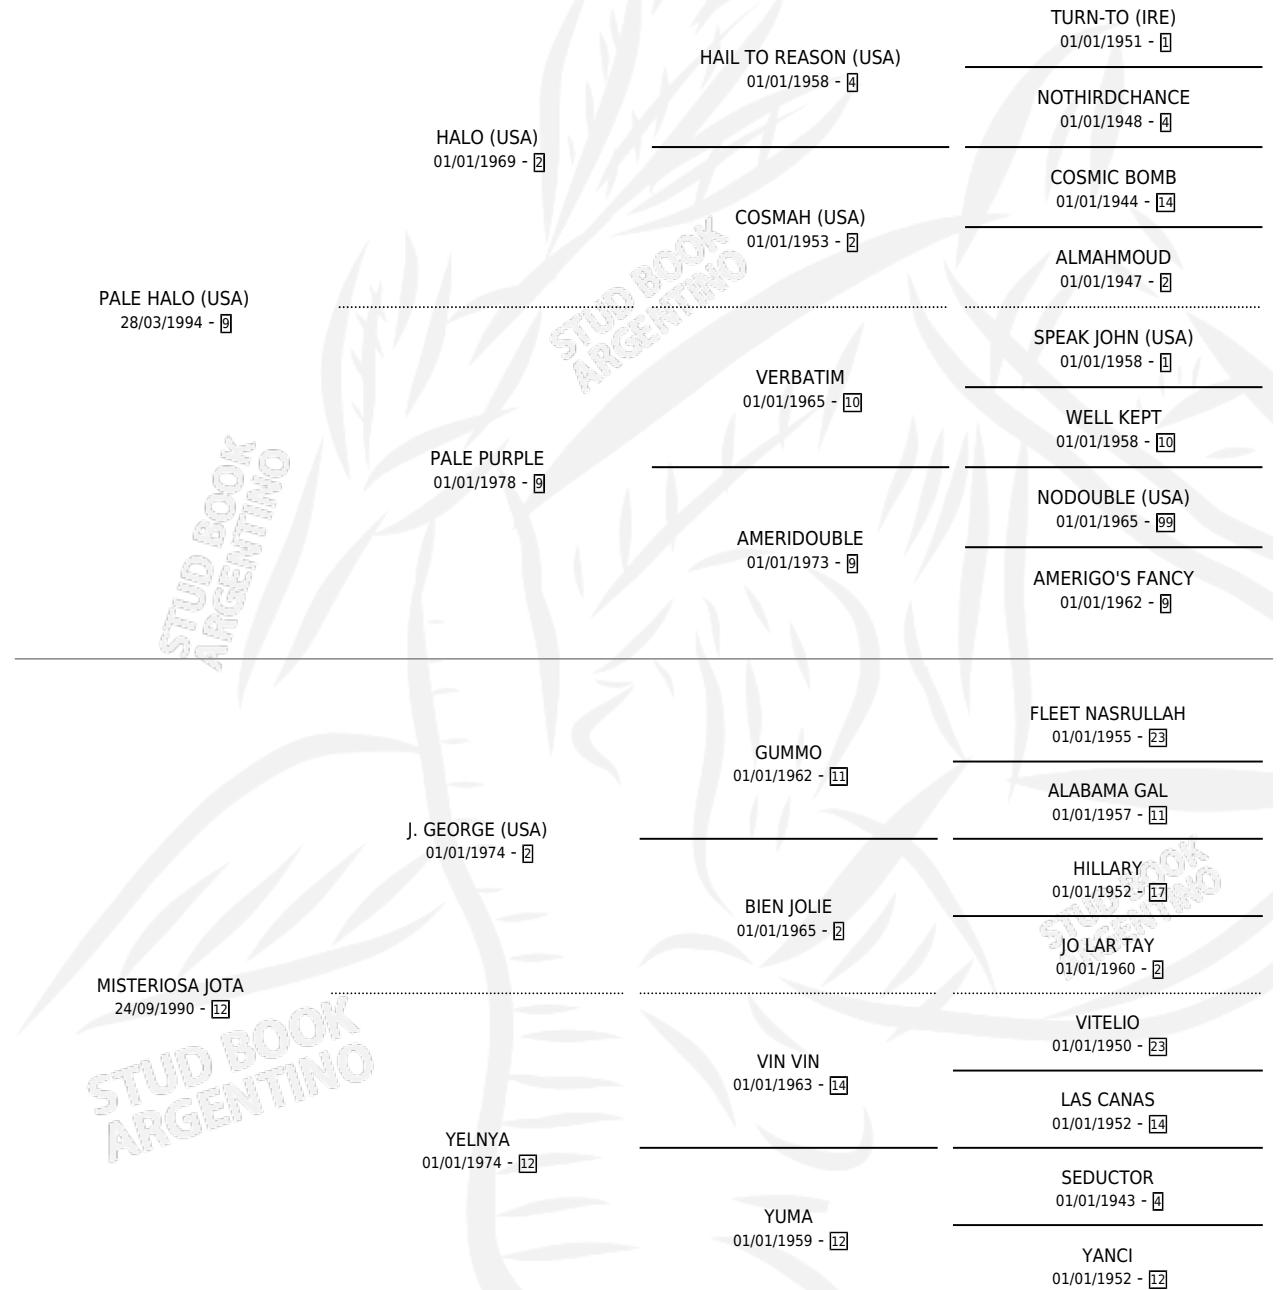 TURN-TO (IRE)
01/01/1951 - 1
HAIL TO REASON (USA)
01/01/1958 - 4
NOTHIRDCHANCE
01/01/1948 - 4
HALO (USA)
01/01/1969 - 2
COSMIC BOMB
01/01/1944 - 14
COSMAH (USA)
01/01/1953 - 2
ALMAHMOUD
01/01/1947 - 2
PALE HALO (USA)
28/03/1994 - 9
STUD BOOK
ARGENTINO
SPEAK JOHN (USA)
01/01/1958 - 1
VERBATIM
01/01/1965 - 10
WELL KEPT
01/01/1958 - 10
PALE PURPLE
01/01/1978 - 9
NODOUBLE (USA)
01/01/1965 - 99
AMERIDOUBLE
01/01/1973 - 9
AMERIGO'S FANCY
01/01/1962 - 9
STUD BOOK
ARGENTINO
FLEET NASRULLAH
01/01/1955 - 23
GUMMO
01/01/1962 - 11
ALABAMA GAL
01/01/1957 - 11
J. GEORGE (USA)
01/01/1974 - 2
HILLARY
01/01/1952 - 17
BIEN JOLIE
01/01/1965 - 2
STUD BOOK
ARGENTINO
JO LAR TAY
01/01/1960 - 2
MISTERIOSA JOTA
24/09/1990 - 12
VITELIO
01/01/1950 - 23
VIN VIN
01/01/1963 - 14
STUD BOOK
ARGENTINO
LAS CANAS
01/01/1952 - 14
YELNYA
01/01/1974 - 12
SEDUCTOR
01/01/1943 - 4
YUMA
01/01/1959 - 12
YANCI
01/01/1952 - 12